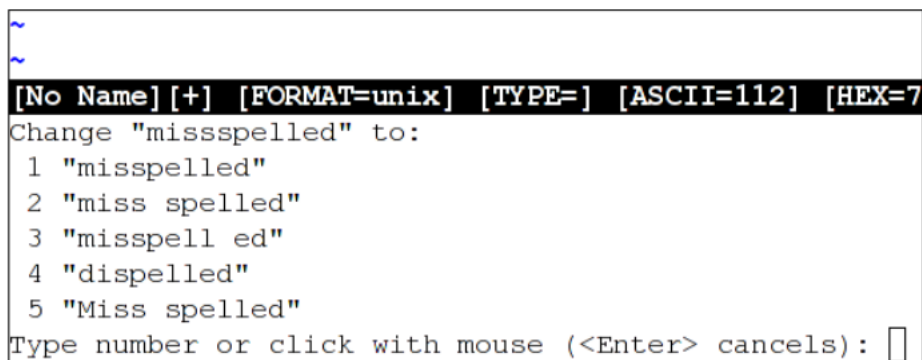 ~
~
[No Name][+] [FORMAT=unix] [TYPE=] [ASCII=112] [HEX=7
Change "missspelled" to:
1 "misspelled"
2 "miss spelled"
3 "misspell ed"
4 "dispelled"
5 "Miss spelled"
Type number or click with mouse (<Enter> cancels):